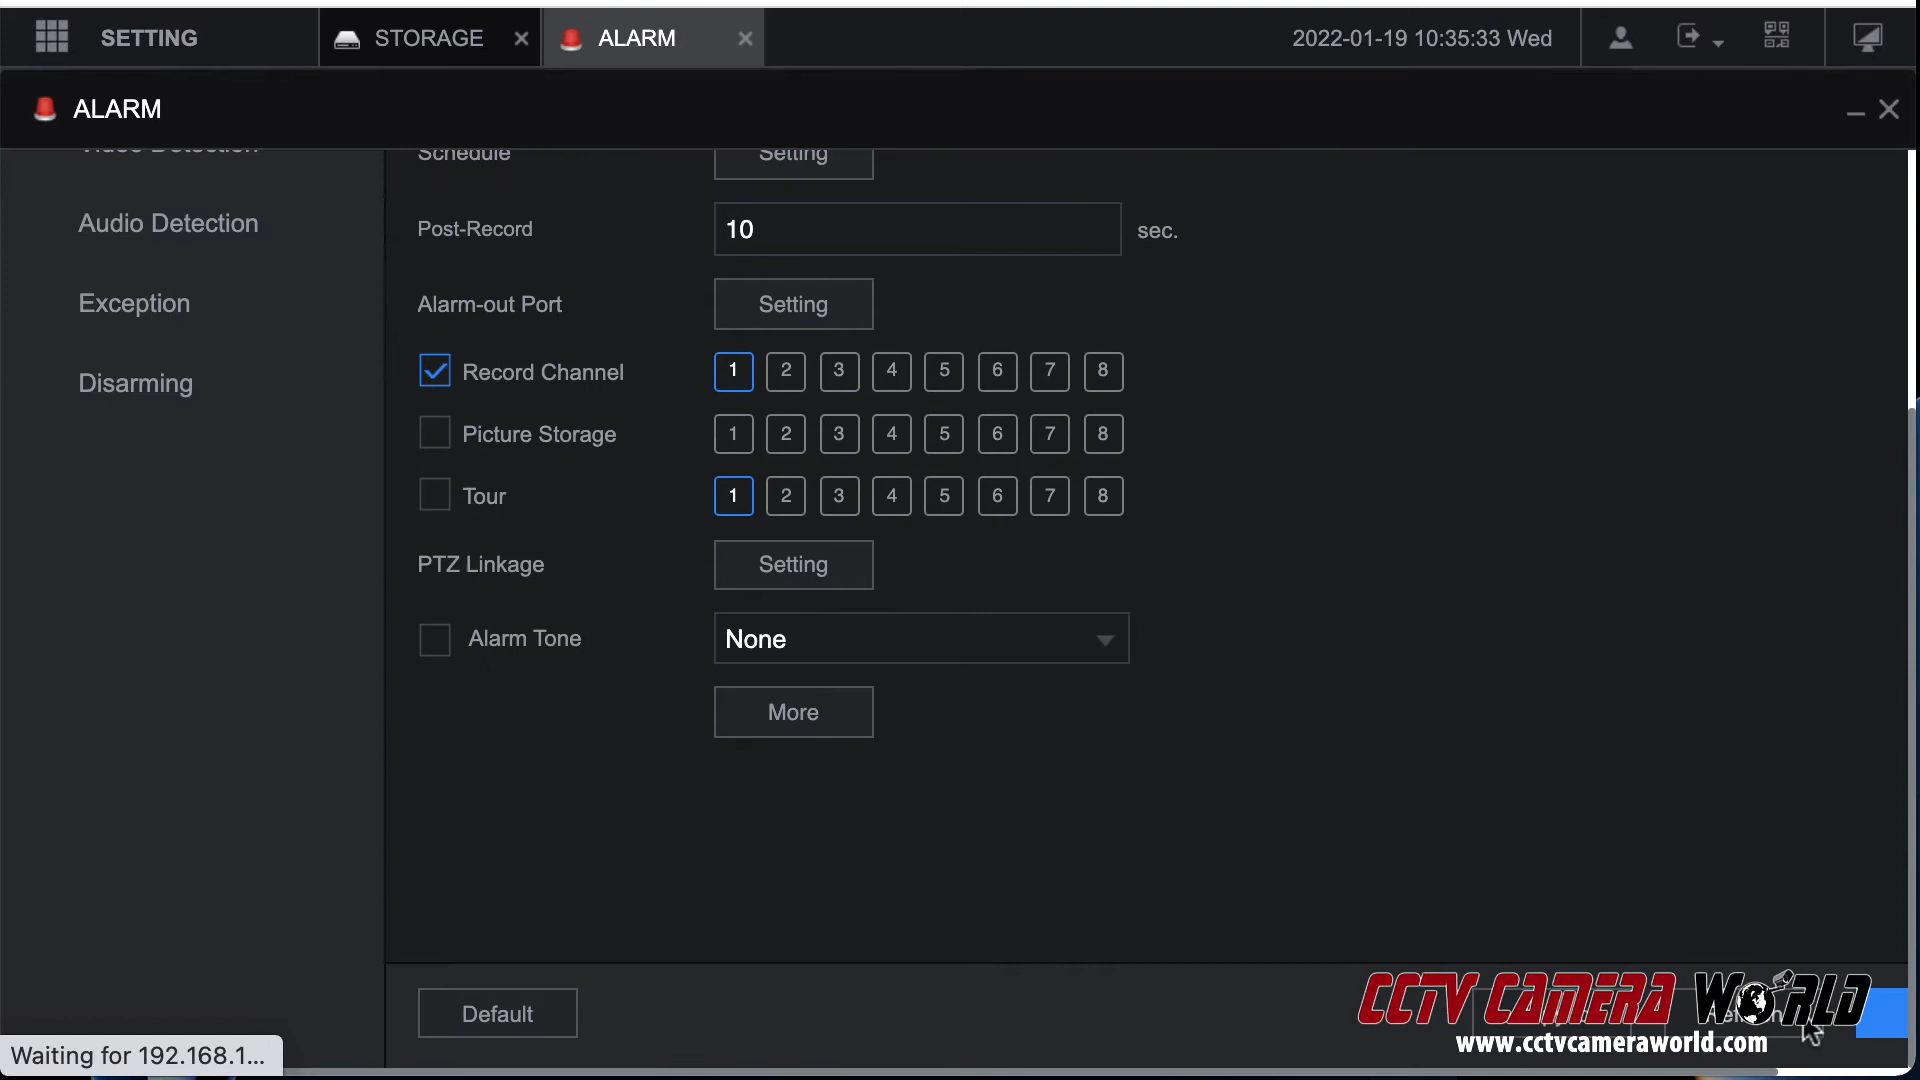 SETTING
STORAGE
ALARM
2022-01-19 10:35:33 Wed
ALARM
Video Detection
Schedule
Setting
Audio Detection
Post-Record
10
sec.
Exception
Alarm-out Port
Setting
Disarming
Record Channel
1 2 3 4 5 6 7 8
Picture Storage
1 2 3 4 5 6 7 8
Tour
1 2 3 4 5 6 7 8
PTZ Linkage
Setting
Alarm Tone
None
More
Default
CCTV CAMERA WORLD
www.cctvcameraworld.com
Waiting for 192.168.1...